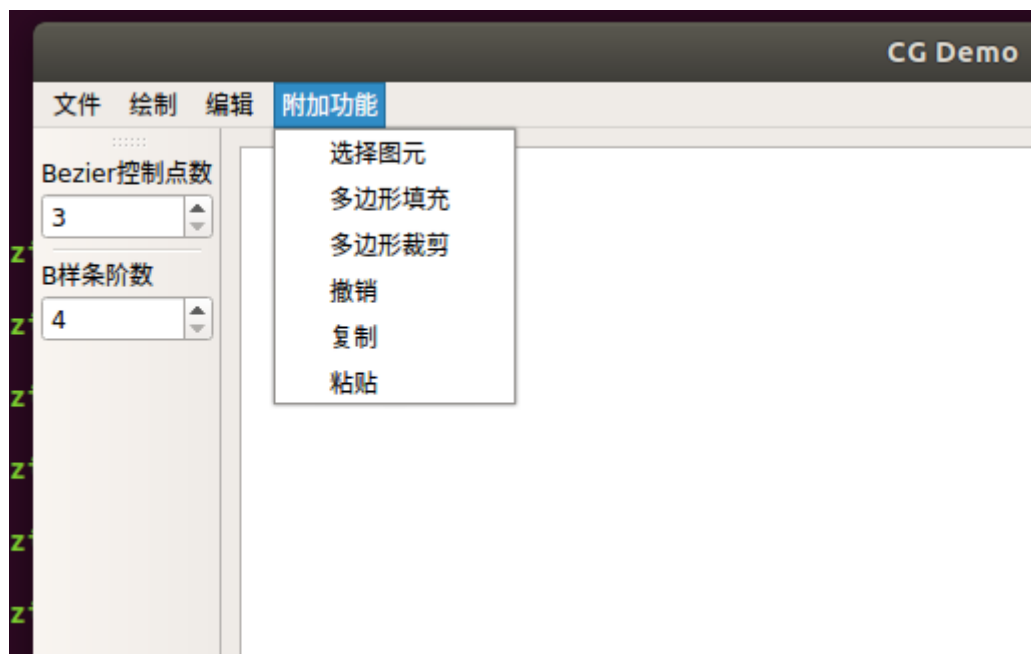 CG Demo
文件 绘制 编辑 附加功能
选择图元
多边形填充
多边形裁剪
撤销
复制
粘贴
Bezier控制点数
3
B样条阶数
4
z
z
z
z
z
z